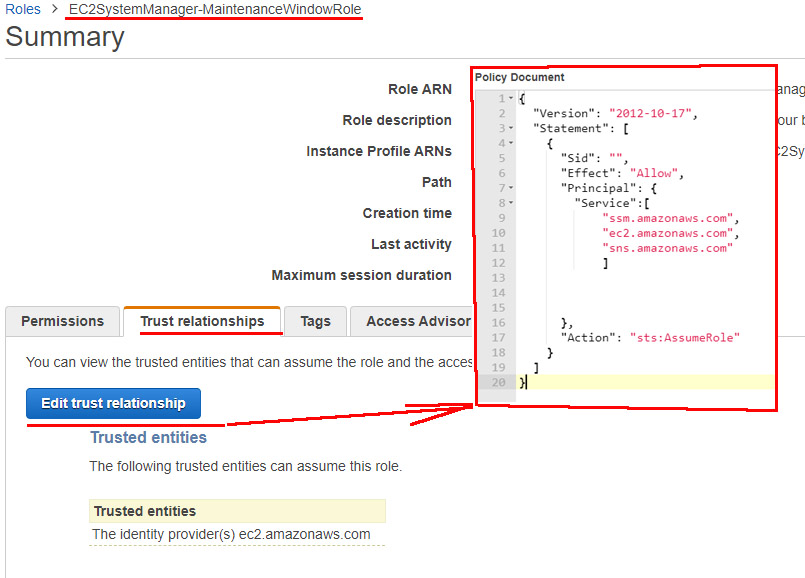 Roles > EC2SystemManager-MaintenanceWindowRole
Summary
Role ARN
Role description
Instance Profile ARNs
Path
Creation time
Last activity
Maximum session duration
Policy Document
1 {
2 "Version": "2012-10-17",
3 "Statement": [
4 {
5 "Sid": "",
6 "Effect": "Allow",
7 "Principal": {
8 "Service":[
9 "ssm.amazonaws.com",
10 "ec2.amazonaws.com",
11 "sns.amazonaws.com"
12 ]
13
14
15
16 },
17 "Action": "sts:AssumeRole"
18 }
19 ]
20 }
Permissions
Trust relationships
Tags
Access Advisor
You can view the trusted entities that can assume the role and the acces
Edit trust relationship
Trusted entities
The following trusted entities can assume this role.
Trusted entities
The identity provider(s) ec2.amazonaws.com